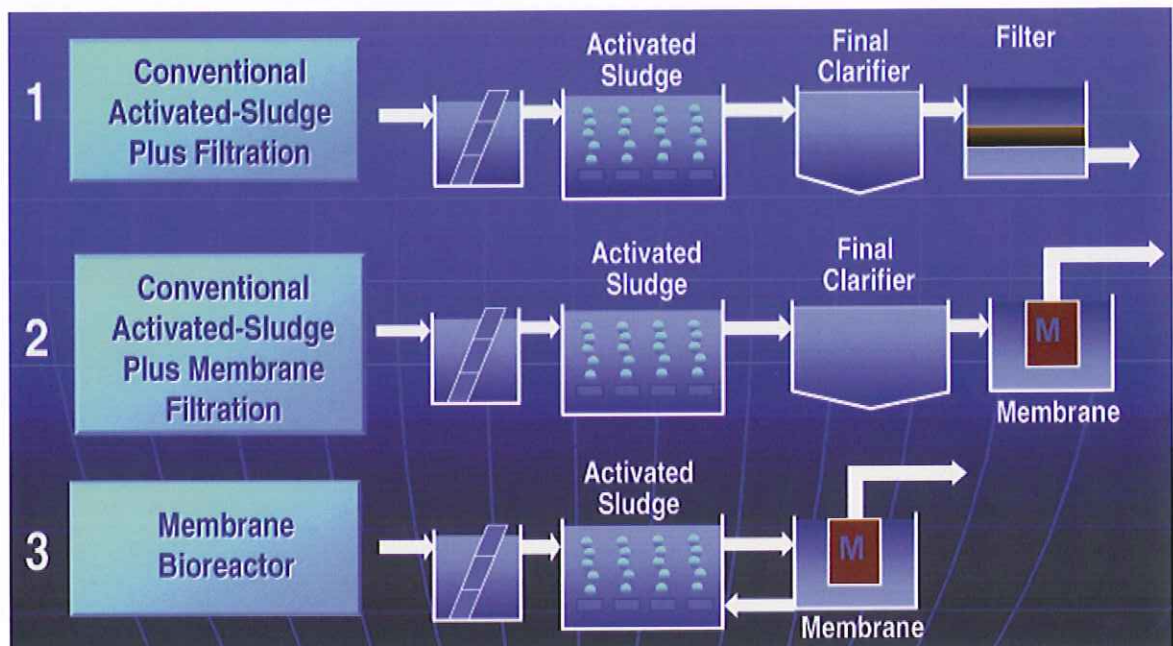 1
Conventional
Activated-Sludge
Plus Filtration
Activated
Sludge
Final
Clarifier
Filter
2
Conventional
Activated-Sludge
Plus Membrane
Filtration
Activated
Sludge
Final
Clarifier
M
Membrane
3
Membrane
Bioreactor
Activated
Sludge
M
Membrane